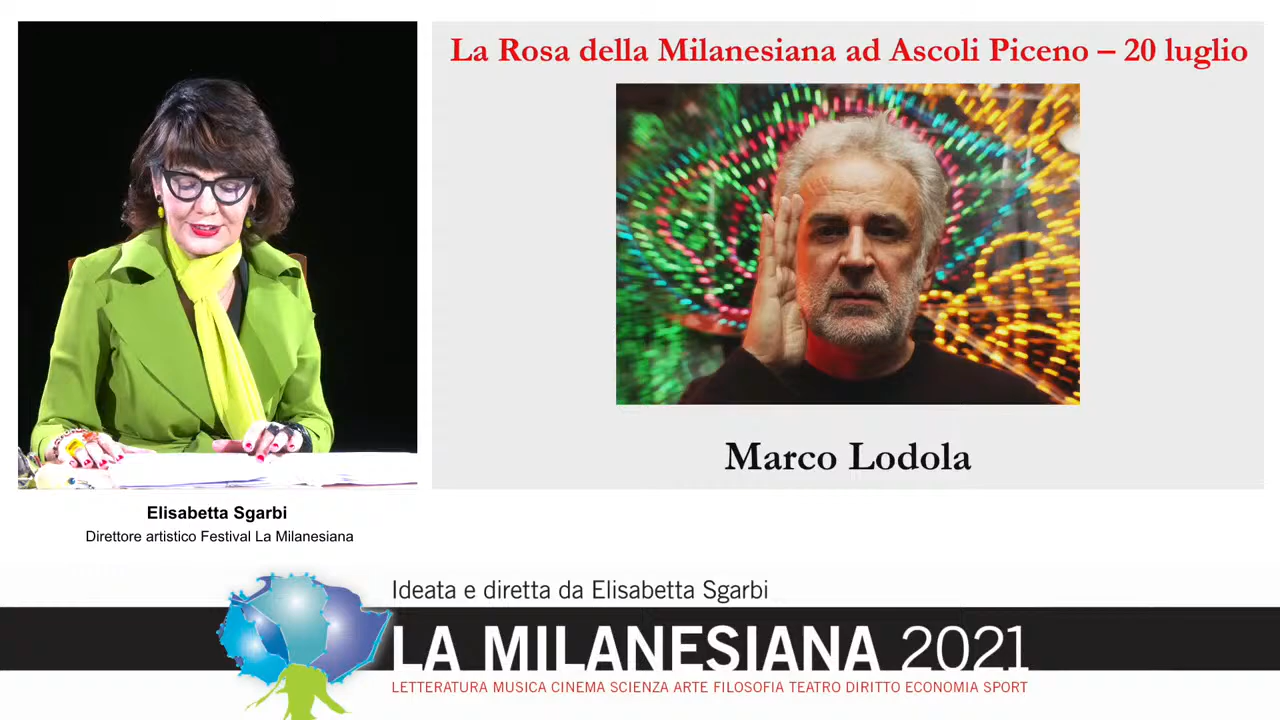 La Rosa della Milanesiana ad Ascoli Piceno – 20 luglio
Marco Lodola
Elisabetta Sgarbi
Direttore artistico Festival La Milanesiana
Ideata e diretta da Elisabetta Sgarbi
LA MILANESIANA 2021
LETTERATURA MUSICA CINEMA SCIENZA ARTE FILOSOFIA TEATRO DIRITTO ECONOMIA SPORT